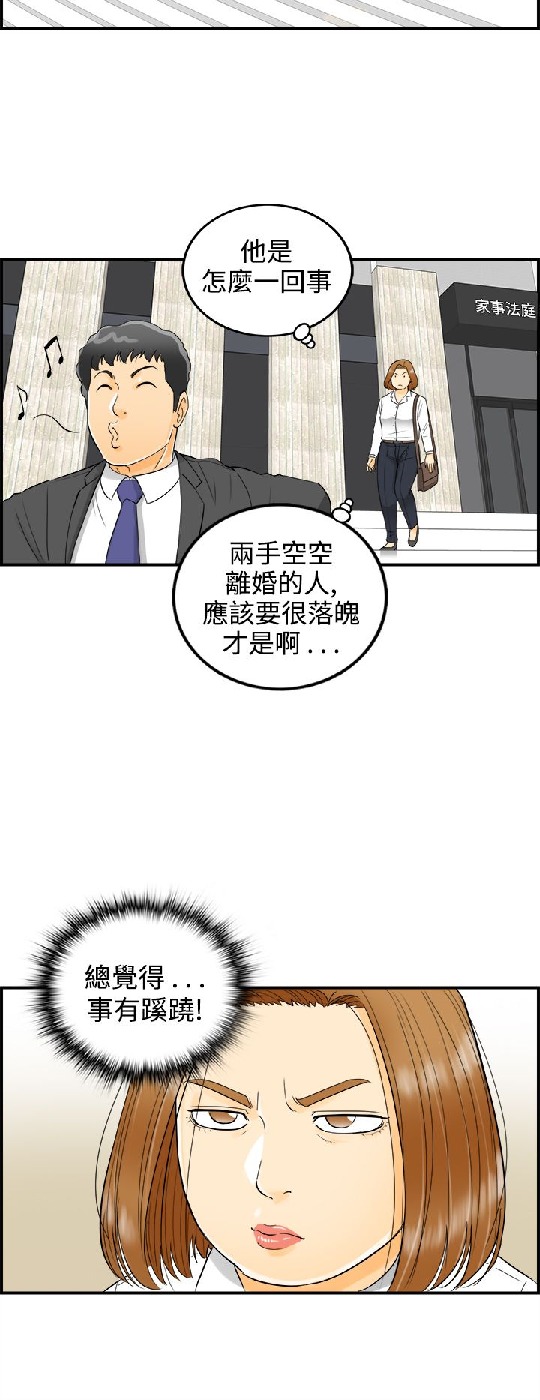 他是
怎麼一回事
家事法庭
兩手空空
離婚的人,
應該要很落魄
才是啊...
總覺得...
事有蹊蹺!